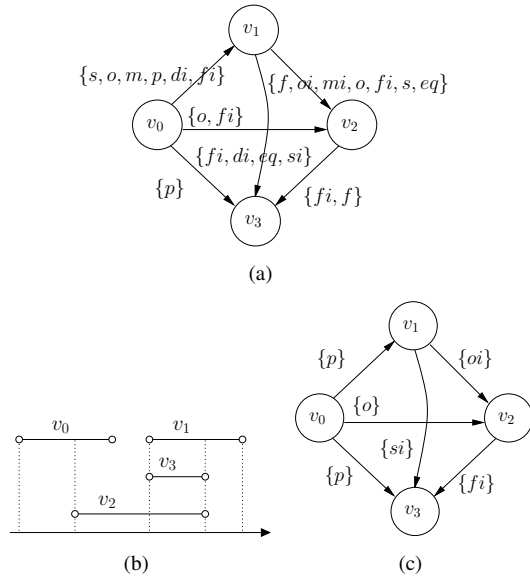 v1
{s, o, m, p, di, fi}
{f, oi, mi, o, fi, s, eq}
v0
{o, fi}
v2
{fi, di, eq, si}
{p}
{fi, f}
v3
(a)
v0
v1
v3
v2
(b)
v1
{p}
{oi}
v0
{o}
v2
{si}
{p}
{fi}
v3
(c)